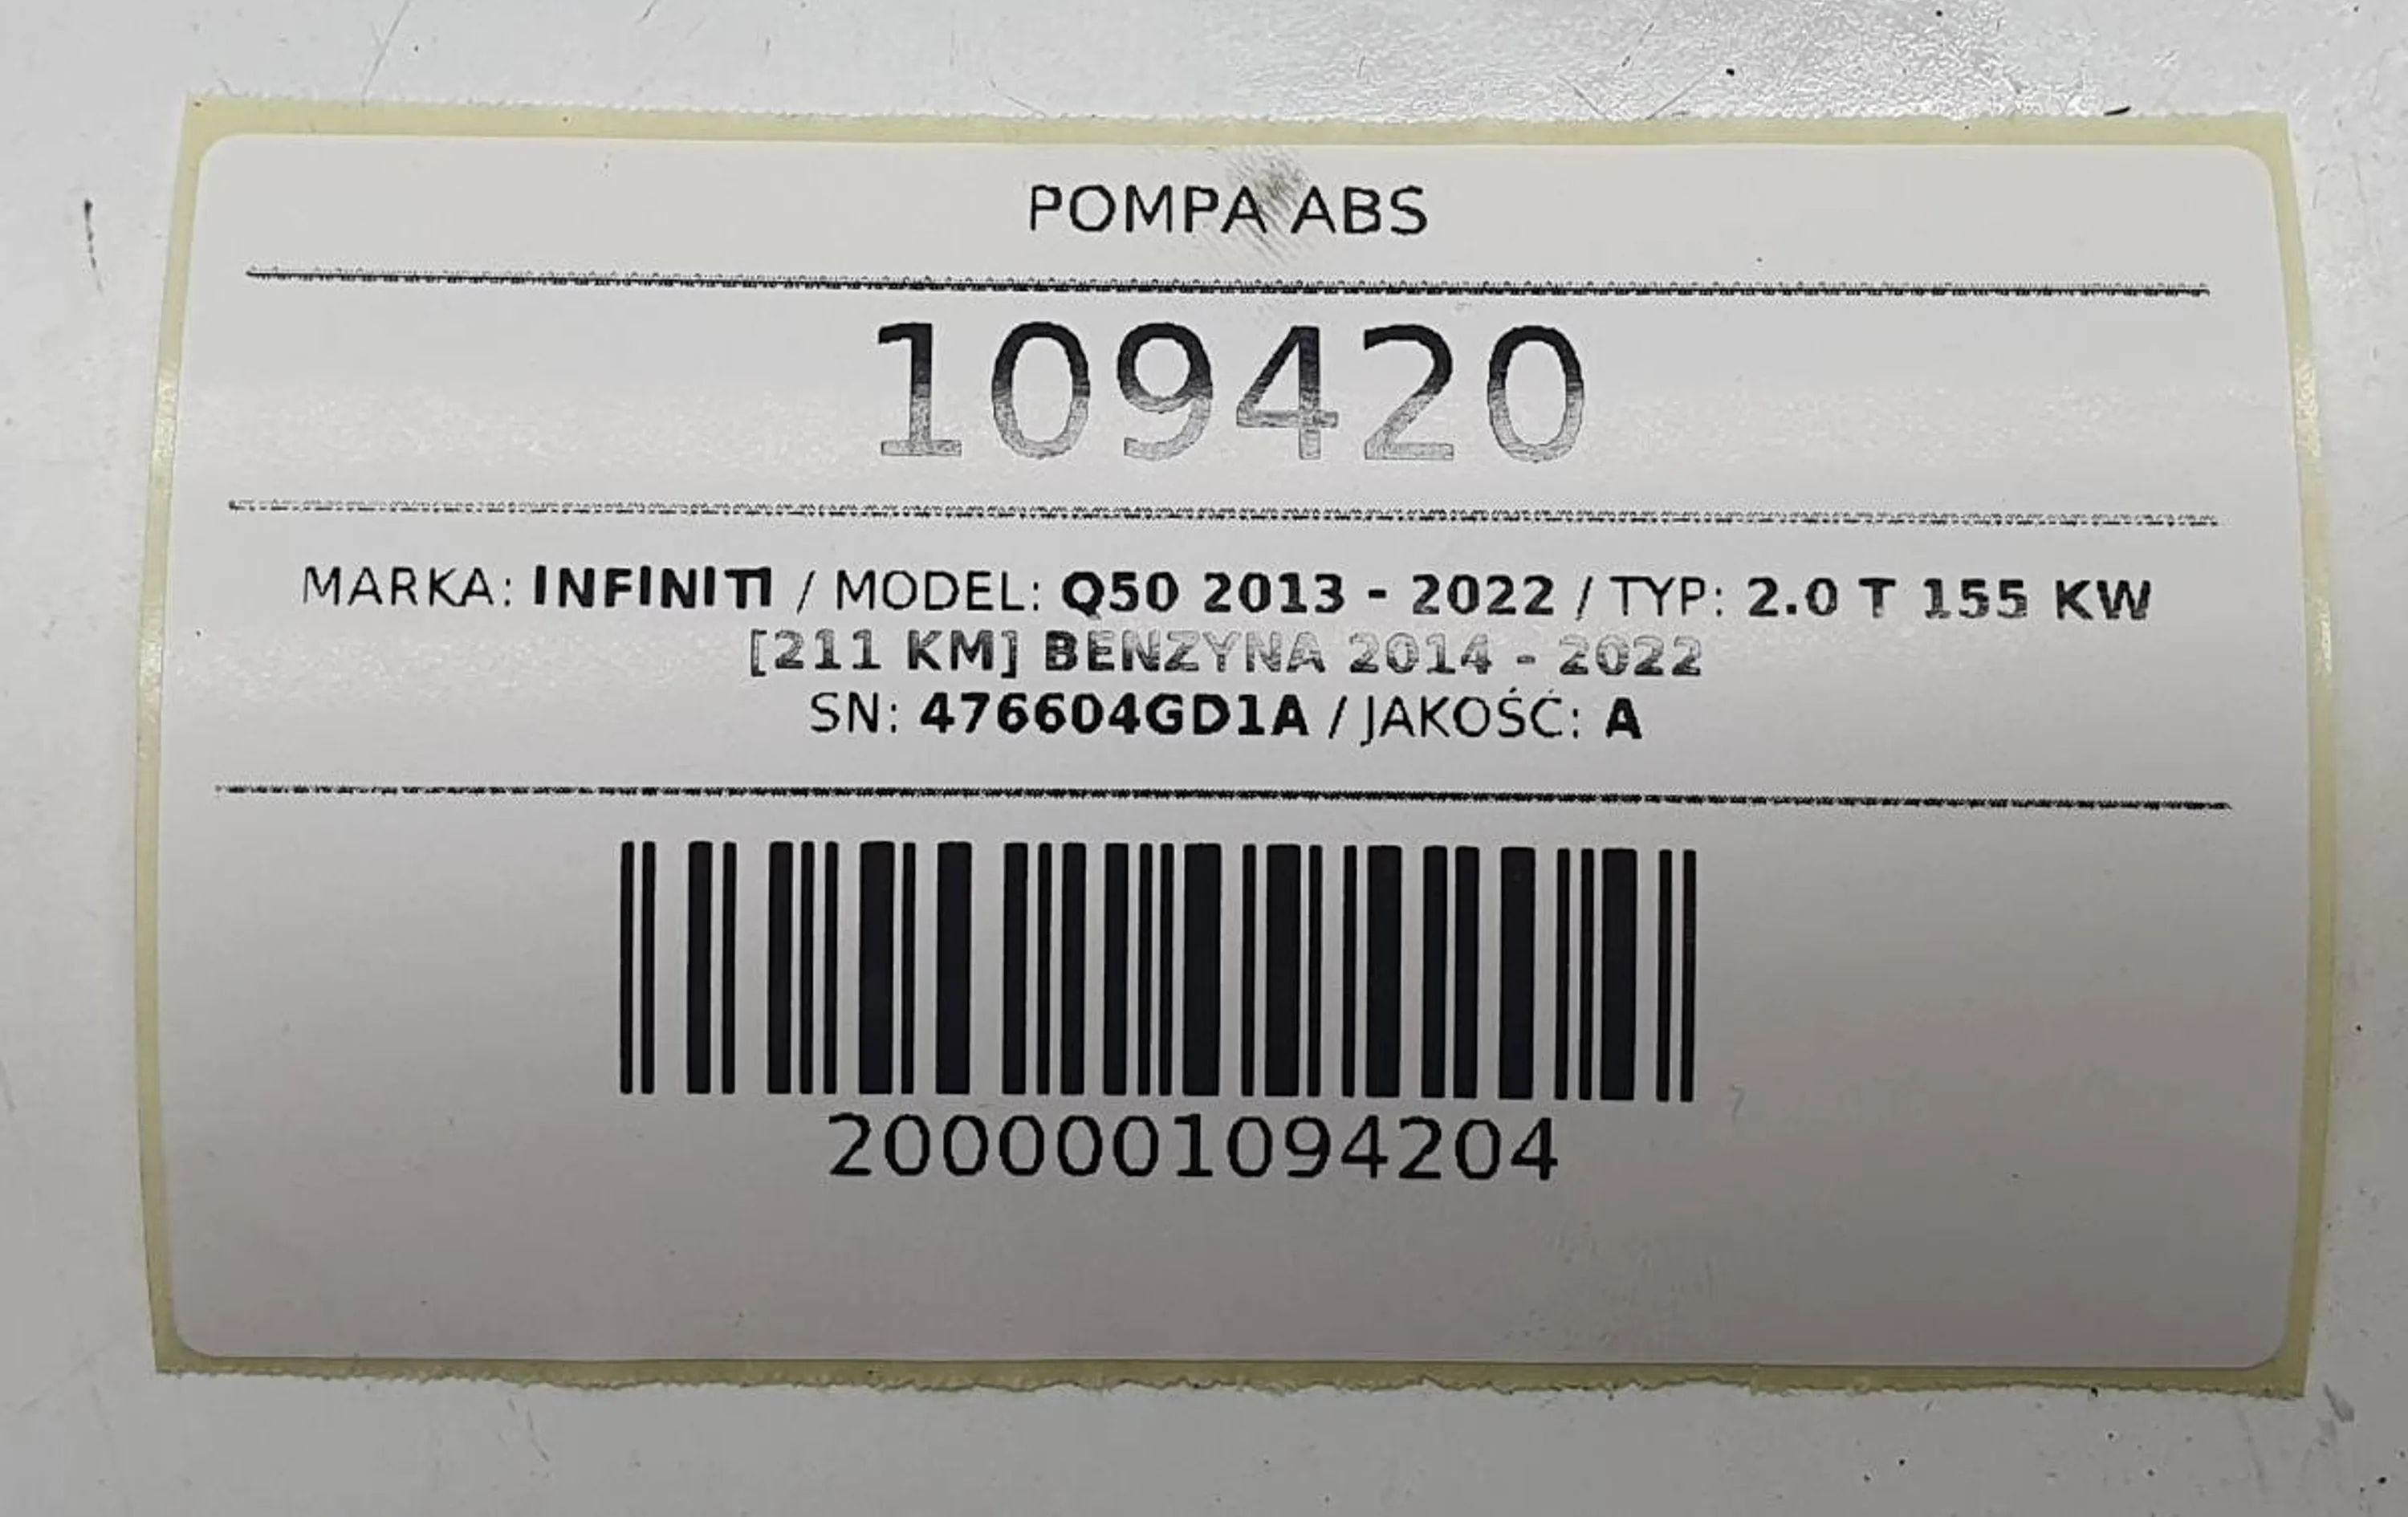 POMPA ABS
109420
MARKA: INFINITI / MODEL: Q50 2013 - 2022 / TYP: 2.0 T 155 KW
[211 KM] BENZYNA 2014 - 2022
SN: 476604GD1A / JAKOŚĆ: A
2000001094204